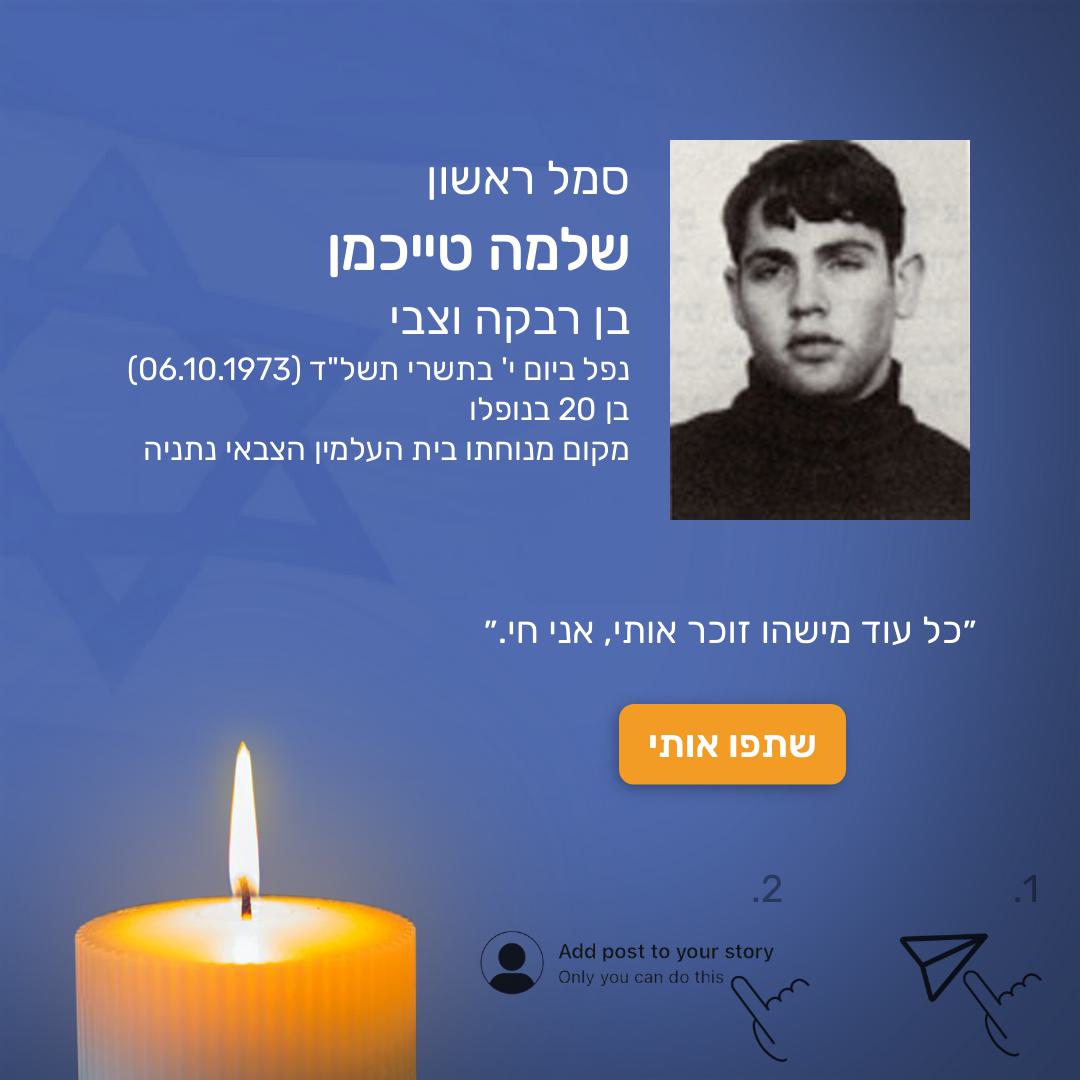 סמל ראשון
שלמה טייכמן
בן רבקה וצבי
נפל ביום י' בתשרי תשל"ד (06.10.1973)
בן 20 בנופלו
מקום מנוחתו בית העלמין הצבאי נתניה
״כל עוד מישהו זוכר אותי, אני חי.״
שתפו אותי
.1
.2
Add post to your story
Only you can do this